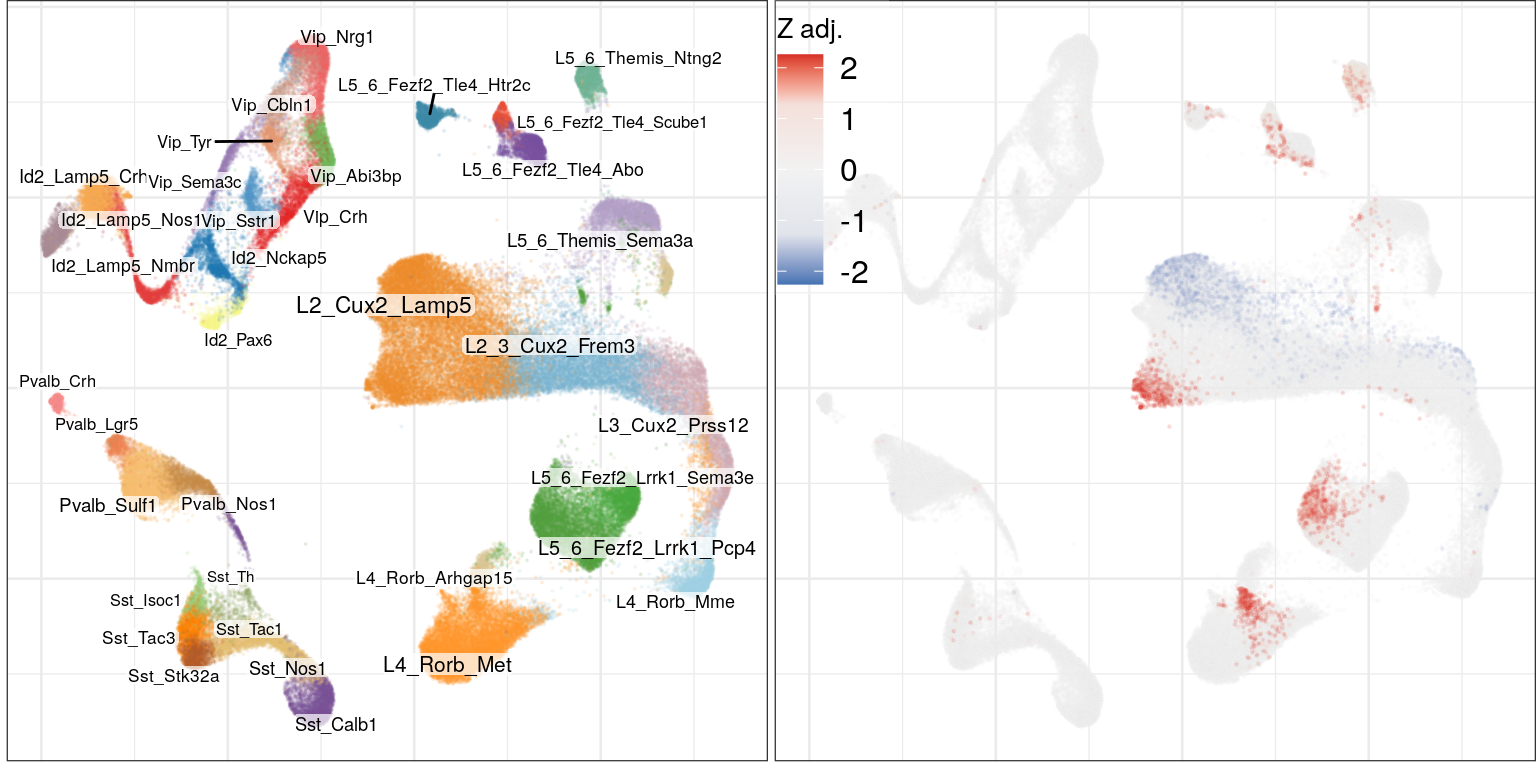 Vip_Nrg1
L5_6_Themis_Ntng2
L5_6_Fezf2_Tle4_Htr2c
Vip_Cbln1
L5_6_Fezf2_Tle4_Scube1
Vip_Tyr
L5_6_Fezf2_Tle4_Abo
Id2_Lamp5_Crh
Vip_Sema3c
Vip_Abi3bp
Id2_Lamp5_Nos1
Vip_Sstr1
Vip_Crh
L5_6_Themis_Sema3a
Id2_Nckap5
Id2_Lamp5_Nmbr
L2_Cux2_Lamp5
Id2_Pax6
L2_3_Cux2_Frem3
Pvalb_Crh
Pvalb_Lgr5
L3_Cux2_Prss12
L5_6_Fezf2_Lrrk1_Sema3e
Pvalb_Sulf1
Pvalb_Nos1
L5_6_Fezf2_Lrrk1_Pcp4
Sst_Th
L4_Rorb_Arhgap15
Sst_Isoc1
L4_Rorb_Mme
Sst_Tac3
Sst_Tac1
L4_Rorb_Met
Sst_Nos1
Sst_Stk32a
Sst_Calb1
Z adj.
2
1
0
-1
-2